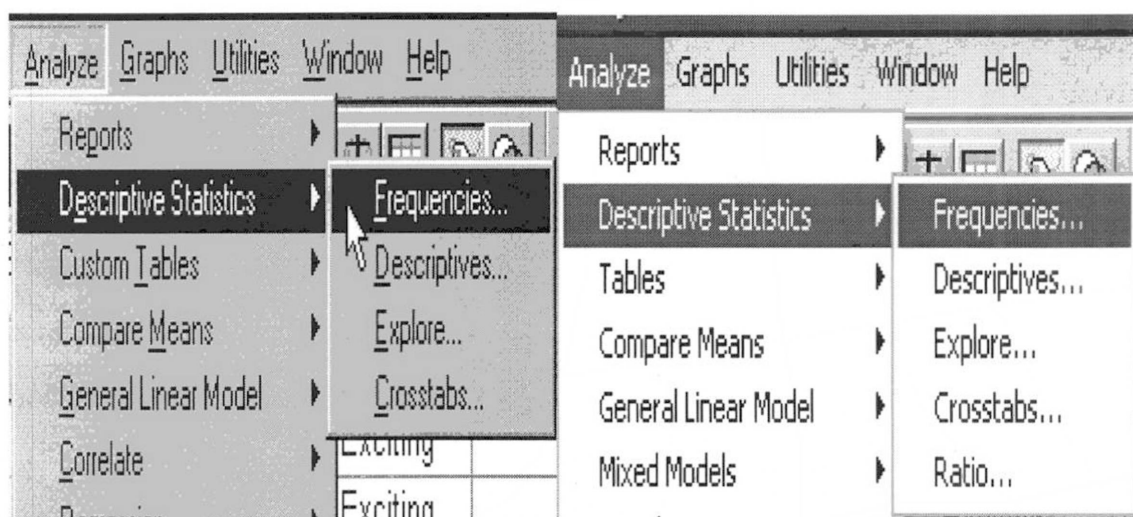 Analyze Graphs Utilities Window Help
Reports
Descriptive Statistics
Custom Tables
Compare Means
General Linear Model
Correlate
Frequencies...
Descriptives...
Explore...
Crosstabs...
Exciting
Exciting
Analyze Graphs Utilities Window Help
Reports
Descriptive Statistics
Tables
Compare Means
General Linear Model
Mixed Models
Frequencies...
Descriptives...
Explore...
Crosstabs...
Ratio...